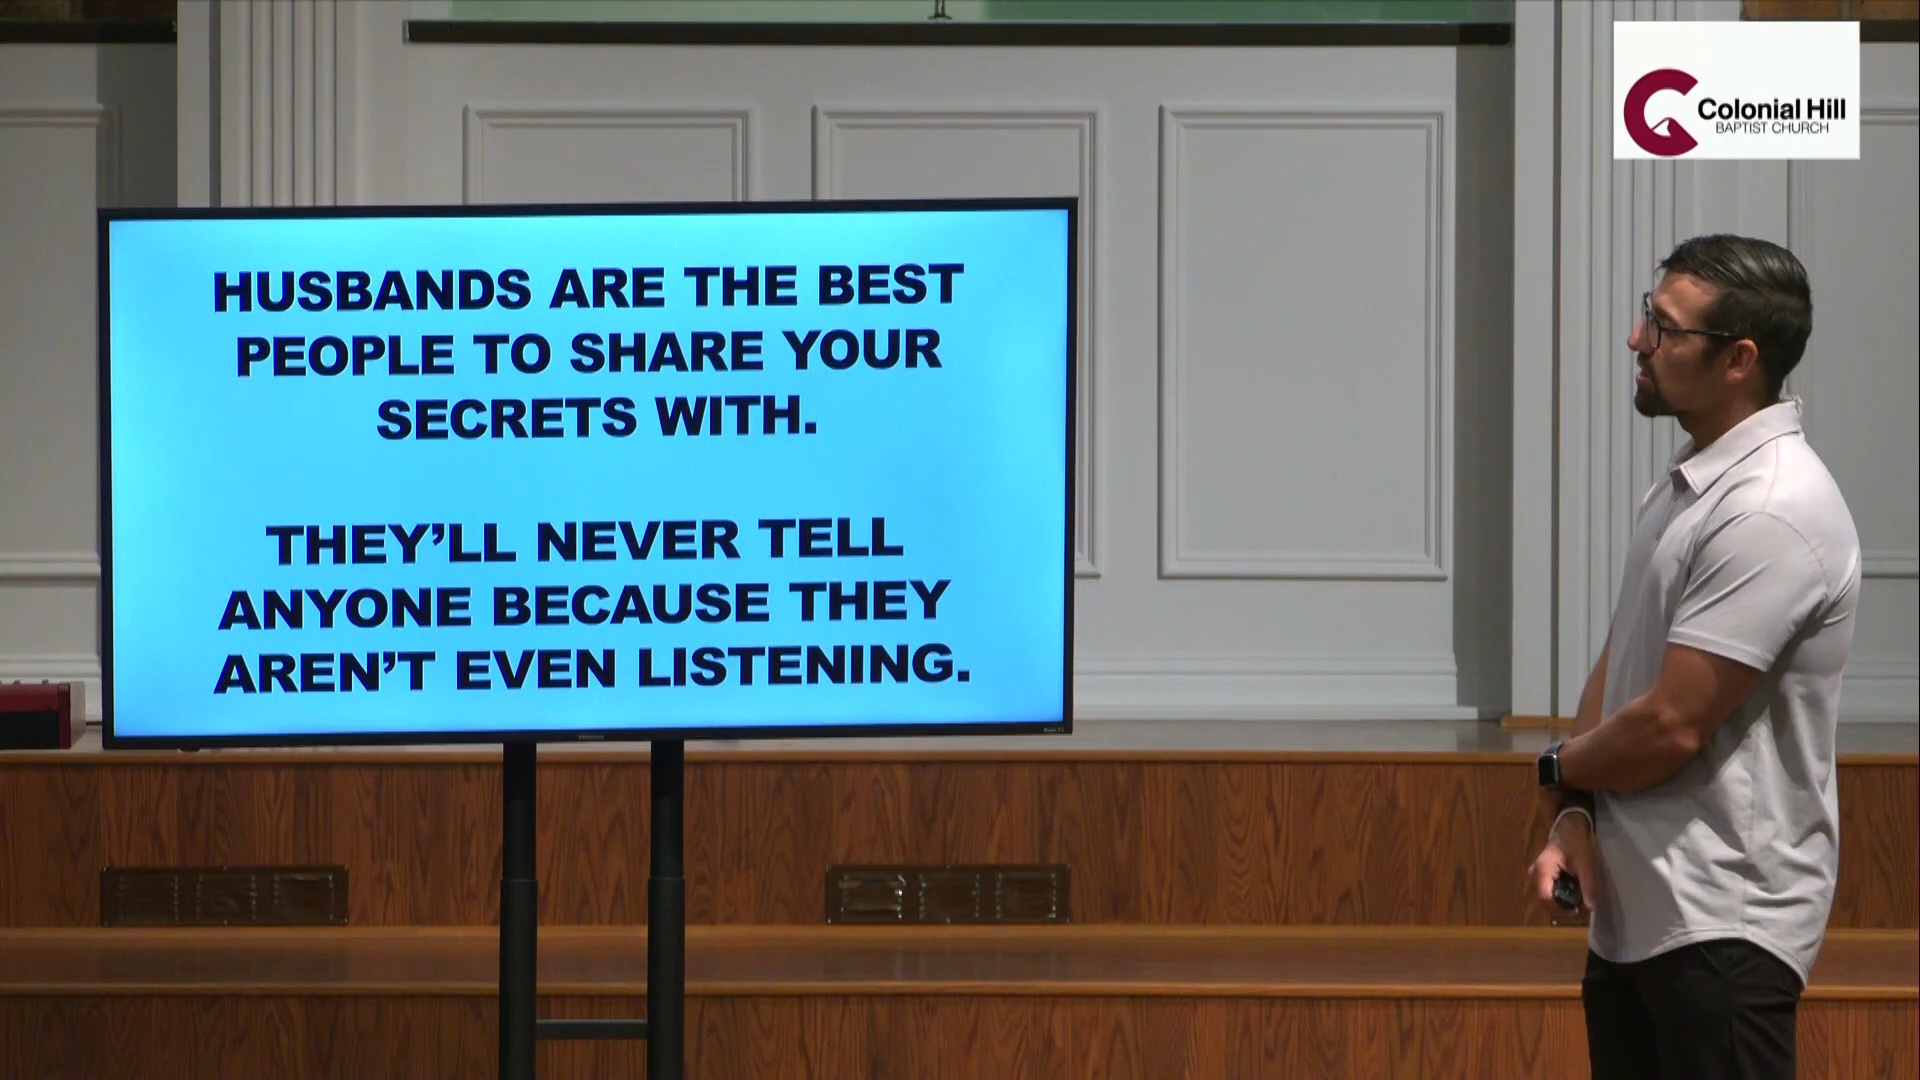 Colonial Hill
BAPTIST CHURCH
HUSBANDS ARE THE BEST
PEOPLE TO SHARE YOUR
SECRETS WITH.
THEY'LL NEVER TELL
ANYONE BECAUSE THEY
AREN'T EVEN LISTENING.